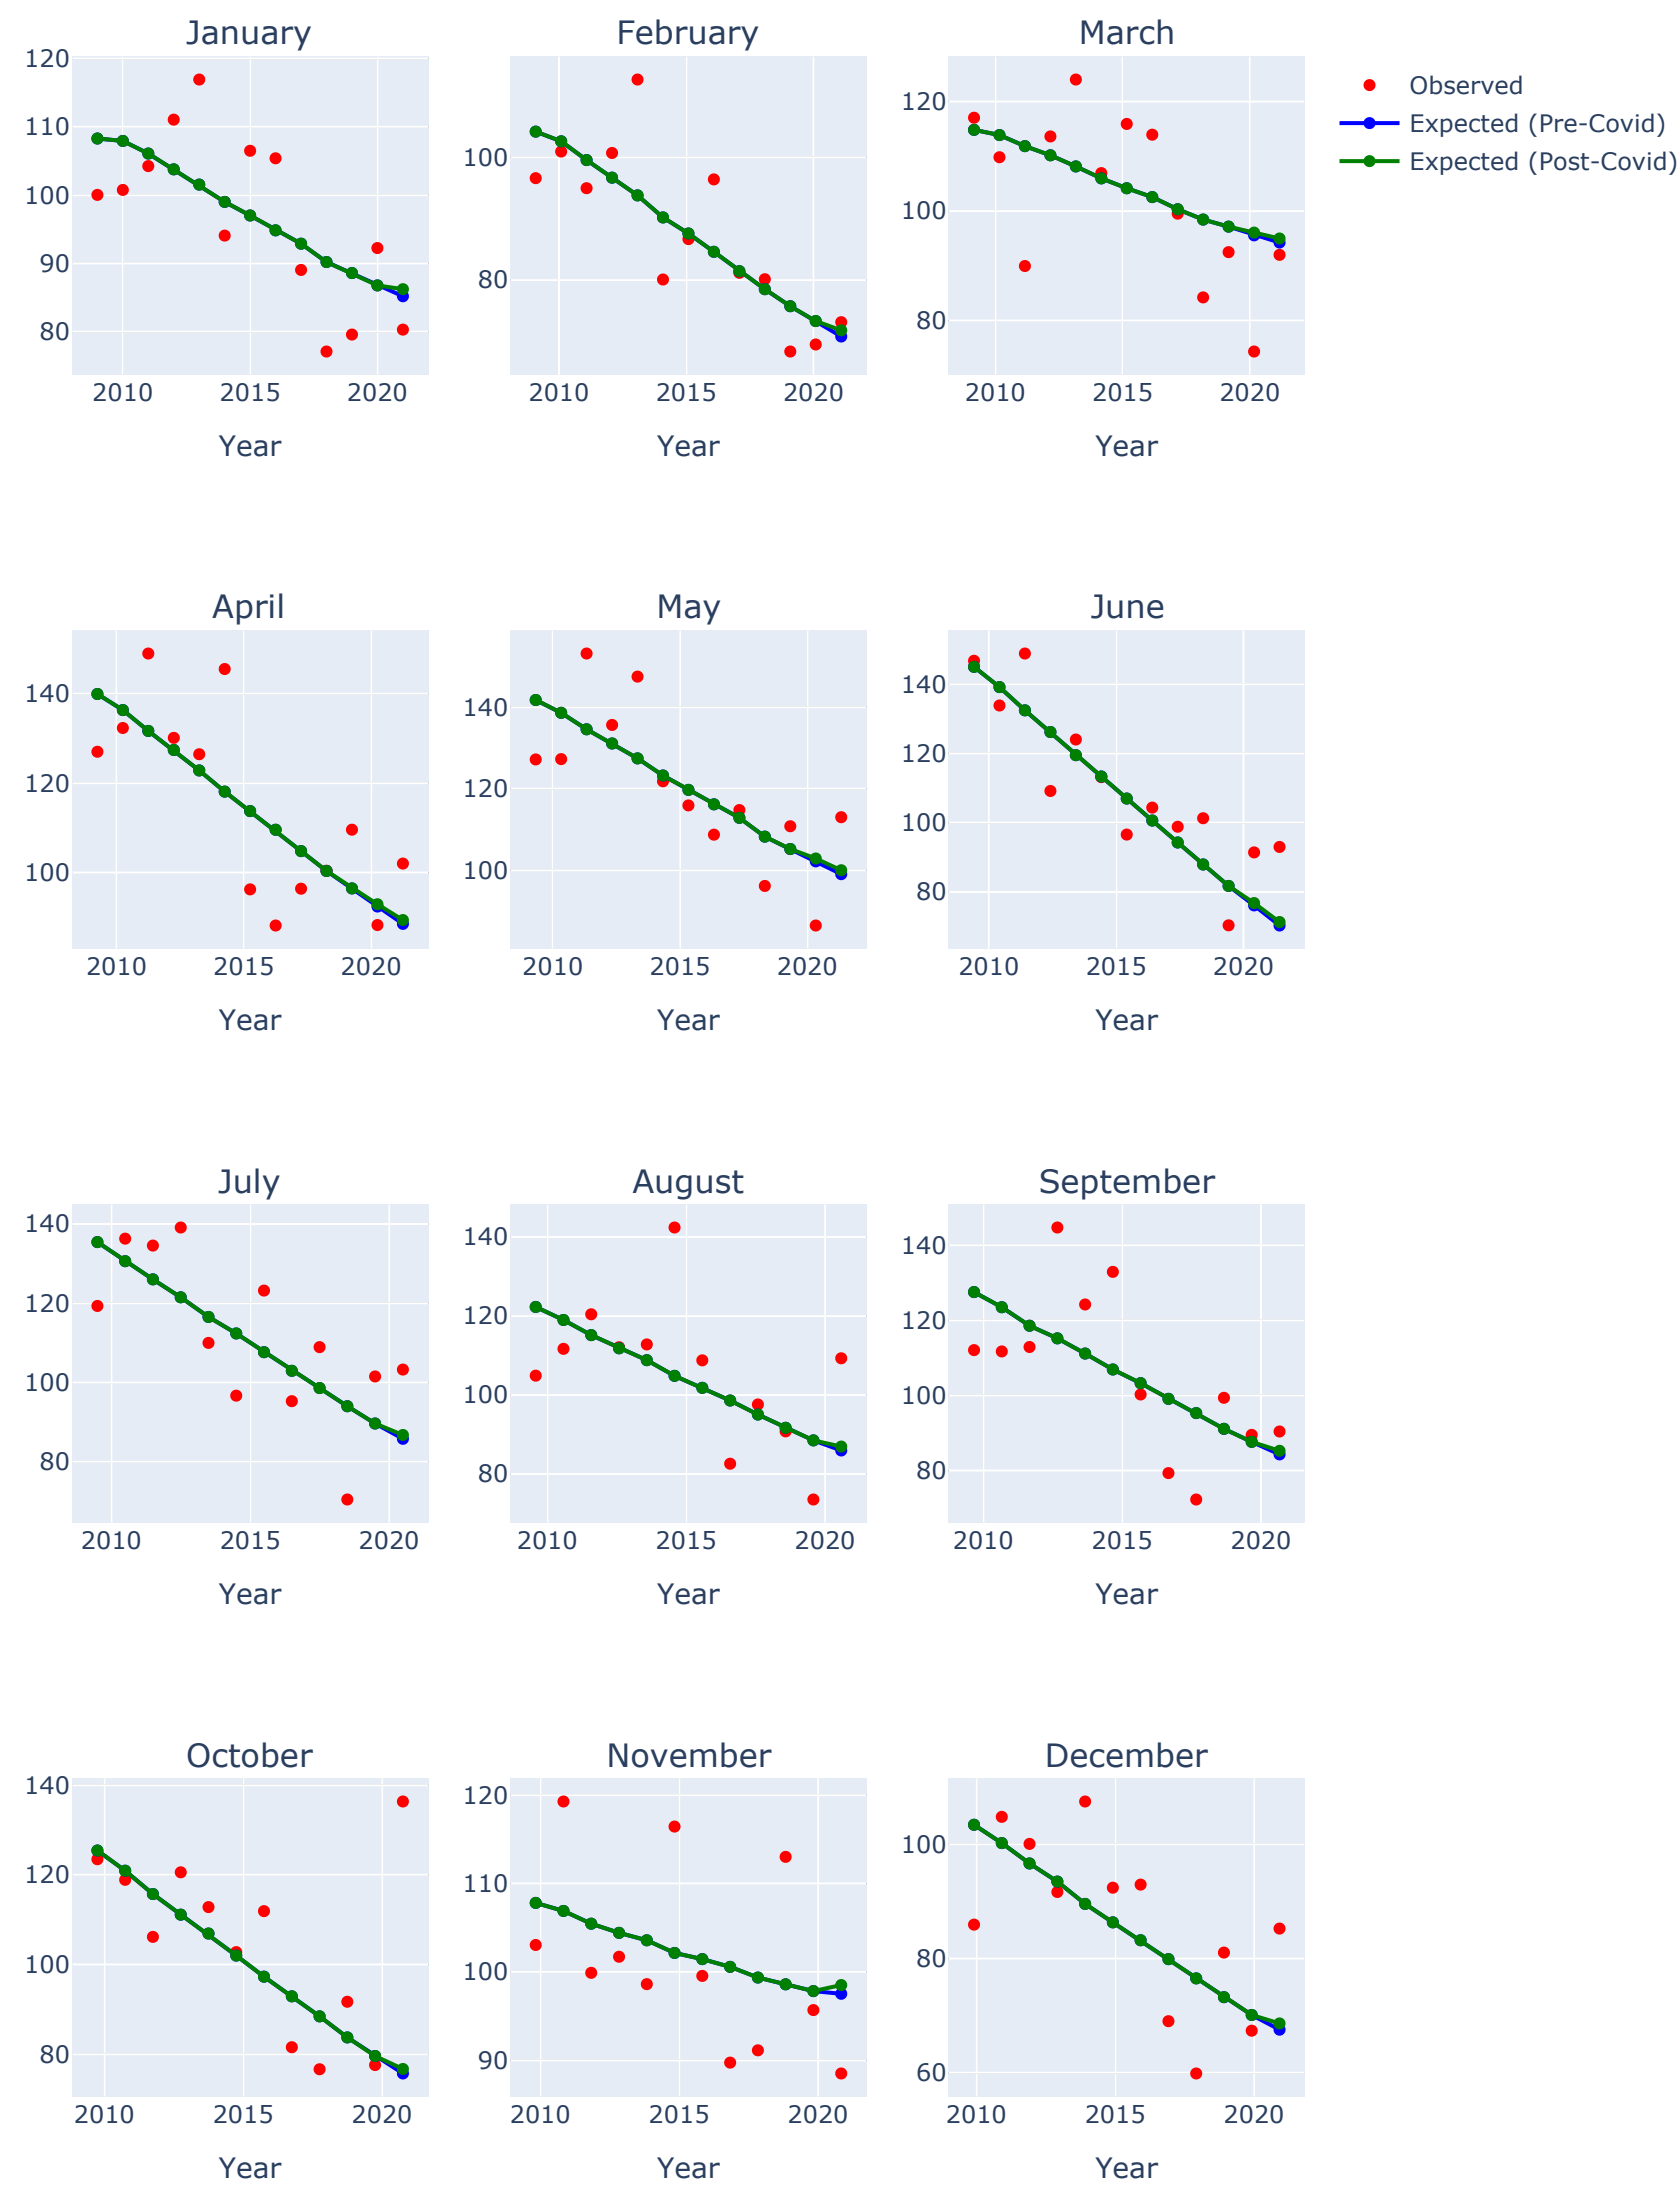 January
February
March
Observed
Expected (Pre-Covid)
Expected (Post-Covid)
120
110
100
90
80
2010 2015 2020
Year
100
80
2010 2015 2020
Year
120
100
80
2010 2015 2020
Year
April
May
June
140
120
100
2010 2015 2020
Year
140
120
100
2010 2015 2020
Year
140
120
100
80
2010 2015 2020
Year
July
August
September
140
120
100
80
2010 2015 2020
Year
140
120
100
80
2010 2015 2020
Year
140
120
100
80
2010 2015 2020
Year
October
November
December
140
120
100
80
2010 2015 2020
Year
120
110
100
90
2010 2015 2020
Year
100
80
60
2010 2015 2020
Year